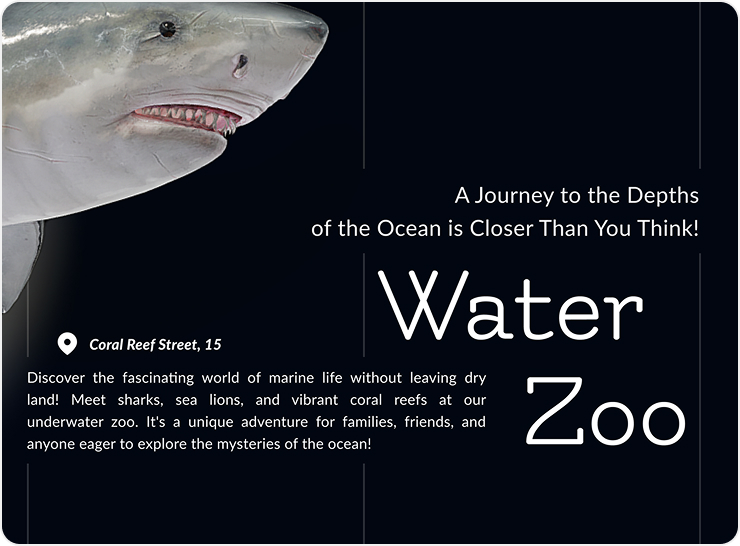 A Journey to the Depths
of the Ocean is Closer Than You Think!
Water
Zoo
Coral Reef Street, 15
Discover the fascinating world of marine life without leaving dry
land! Meet sharks, sea lions, and vibrant coral reefs at our
underwater zoo. It's a unique adventure for families, friends, and
anyone eager to explore the mysteries of the ocean!